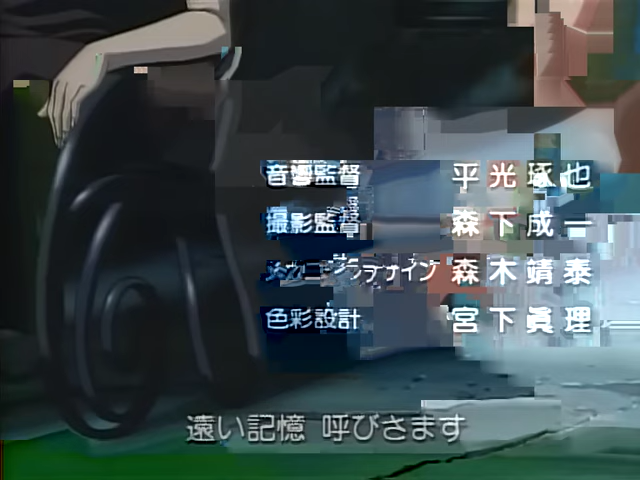 音響監督 平光琢也
撮影監督 森下成一
森木靖泰
色彩設計 宮下眞理
遠い記憶 呼びさます